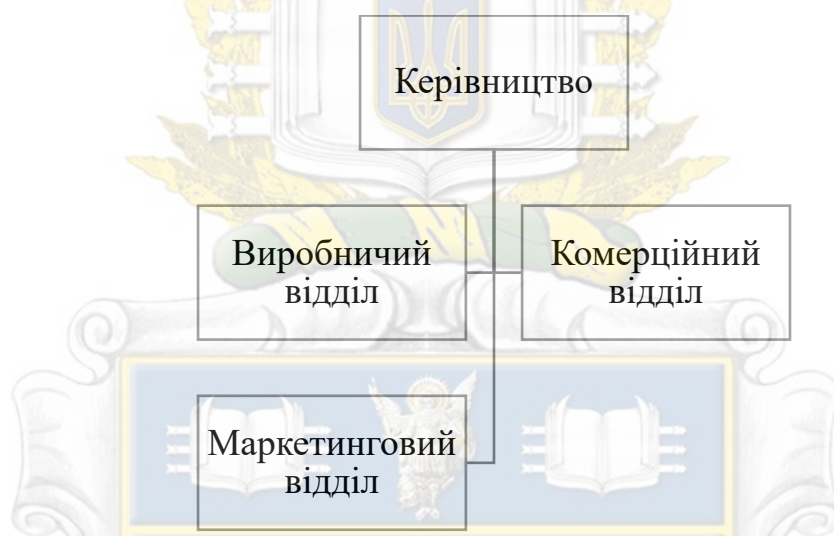 Керівництво
Виробничий
відділ
Комерційний
відділ
Маркетинговий
відділ